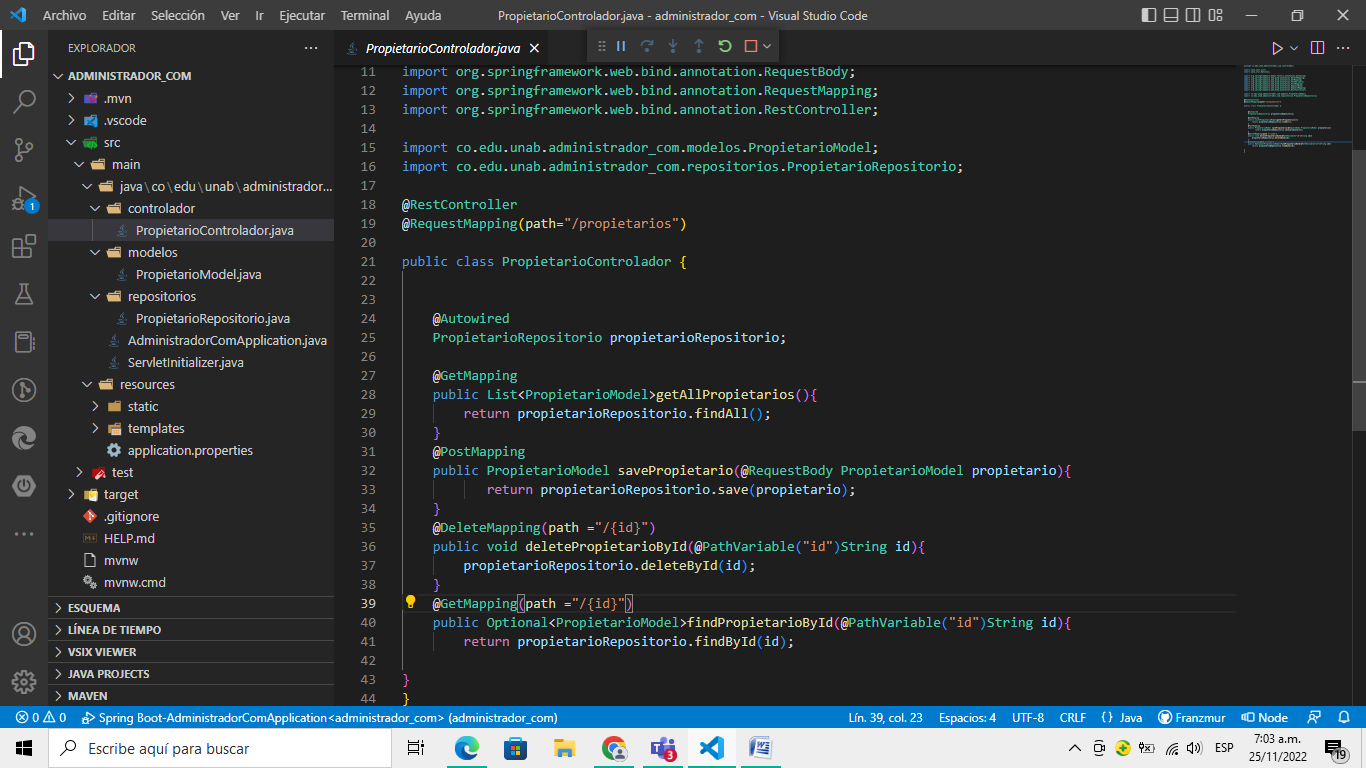 Archivo Editar Selección Ver Ir Ejecutar Terminal Ayuda
PropietarioControlador.java - administrador_com - Visual Studio Code
EXPLORADOR
ADMINISTRADOR_COM
.mvn
.vscode
src
main
java\co\edu\unab\administrador...
controlador
PropietarioControlador.java
modelos
PropietarioModel.java
repositorios
PropietarioRepositorio.java
AdministradorComApplication.java
ServletInitializer.java
resources
static
templates
application.properties
test
target
.gitignore
HELP.md
mvnw
mvnw.cmd
ESQUEMA
LÍNEA DE TIEMPO
VSIX VIEWER
JAVA PROJECTS
MAVEN
1
PropietarioControlador.java
11 import org.springframework.web.bind.annotation.RequestBody;
12 import org.springframework.web.bind.annotation.RequestMapping;
13 import org.springframework.web.bind.annotation.RestController;
14
15 import co.edu.unab.administrador_com.modelos.PropietarioModel;
16 import co.edu.unab.administrador_com.repositorios.PropietarioRepositorio;
17
18 @RestController
19 @RequestMapping(path="/propietarios")
20
21 public class PropietarioControlador {
22
23
24 @Autowired
25 PropietarioRepositorio propietarioRepositorio;
26
27 @GetMapping
28 public List<PropietarioModel>getAllPropietarios(){
29 return propietarioRepositorio.findAll();
30 }
31 @PostMapping
32 public PropietarioModel savePropietario(@RequestBody PropietarioModel propietario){
33 return propietarioRepositorio.save(propietario);
34 }
35 @DeleteMapping(path ="/{id}")
36 public void deletePropietarioById(@PathVariable("id")String id){
37 propietarioRepositorio.deleteById(id);
38 }
39 @GetMapping(path ="/{id}")
40 public Optional<PropietarioModel>findPropietarioById(@PathVariable("id")String id){
41 return propietarioRepositorio.findById(id);
42
43 }
44 }
0 0 Spring Boot-AdministradorComApplication<administrador_com> (administrador_com)
Lín. 39, col. 23 Espacios: 4 UTF-8 CRLF {} Java Franzmur Node
Escribe aquí para buscar
3
ESP
7:03 a.m.
25/11/2022
19